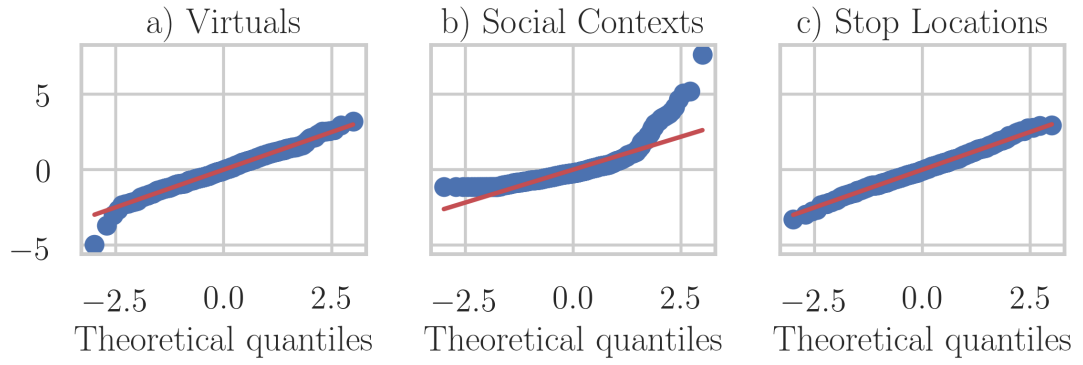 a) Virtuals b) Social Contexts c) Stop Locations
5
0
−5
−2.5 0.0 2.5 −2.5 0.0 2.5 −2.5 0.0 2.5
Theoretical quantiles Theoretical quantiles Theoretical quantiles